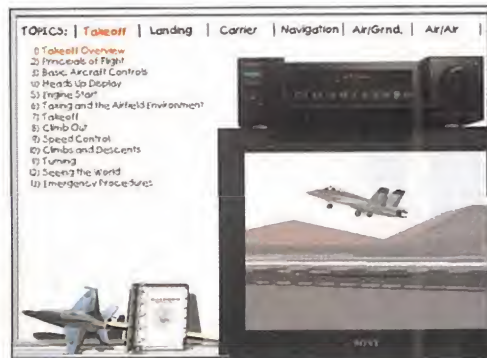 TOPICS: | Takeoff | Landing | Carrier | Navigation | Air/Grnd. | Air/Air |
1) Takeoff Overview
2) Principals of Flight
3) Basic Aircraft Controls
4) Heads Up Display
5) Engine Start
6) Taxing and the Airfield Environment
7) Takeoff
8) Climb Out
9) Speed Control
10) Climbs and Descents
11) Turning
12) Seeing the World
13) Emergency Procedures
SONY